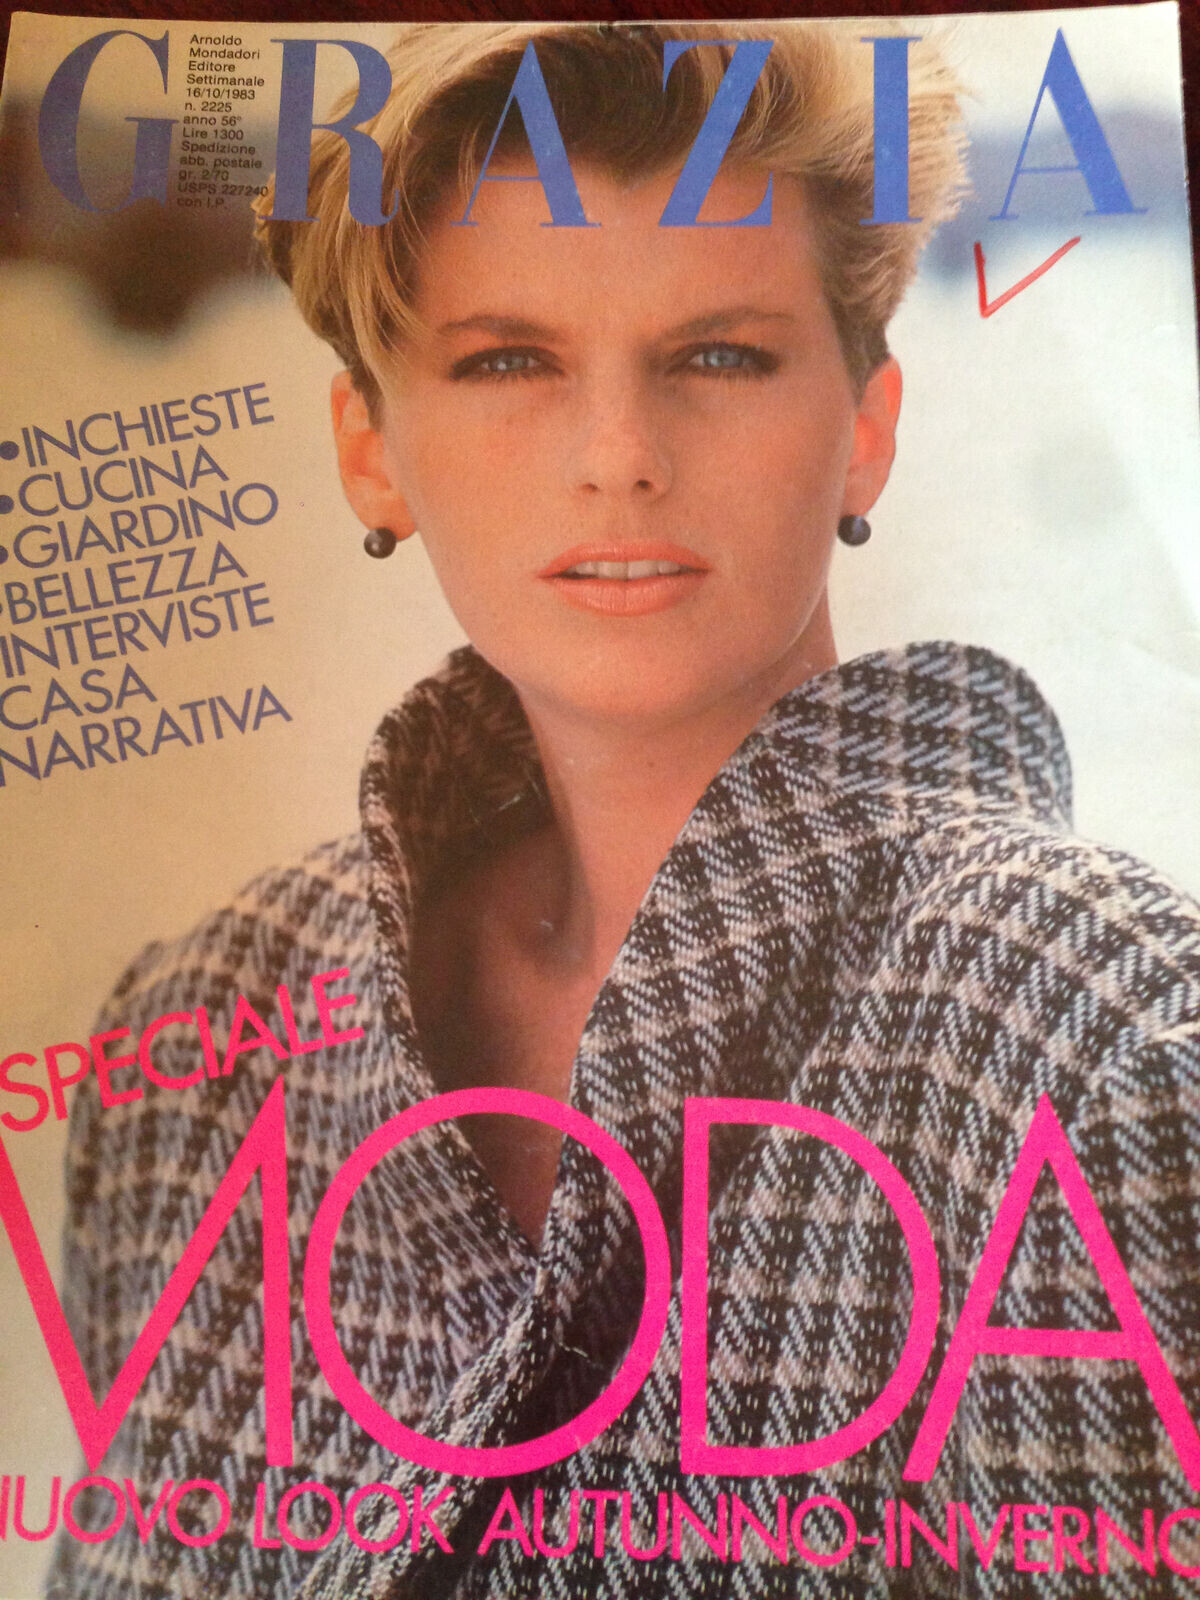 GRAZIA
Arnoldo
Mondadori
Editore
Settimanale
16/10/1983
n. 2225
anno 56°
Lire 1300
Spedizione
abb. postale
gr. 2/70
USPS 227240
con I.P.
•INCHIESTE
•CUCINA
•GIARDINO
•BELLEZZA
INTERVISTE
CASA
NARRATIVA
SPECIALE
MODA
NUOVO LOOK AUTUNNO-INVERNO